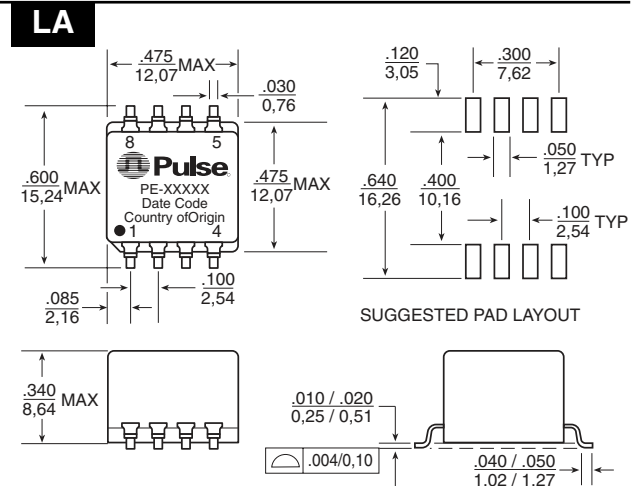 LA
.475
12,07
MAX
.030
0,76
8 5
Pulse
PE-XXXXX
Date Code
Country ofOrigin
1 4
.600
15,24
MAX
.475
12,07
MAX
.085
2,16
.100
2,54
.120
3,05
.300
7,62
.050
1,27
TYP
.640
16,26
.400
10,16
.100
2,54
TYP
SUGGESTED PAD LAYOUT
.340
8,64
MAX
.010 / .020
0,25 / 0,51
.004/0,10
.040 / .050
1.02 / 1.27